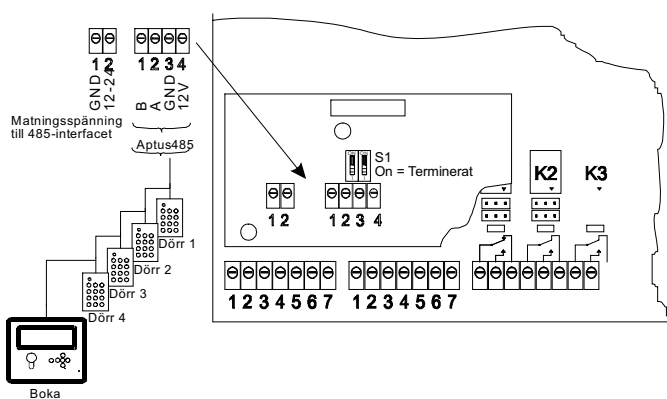 1 2
1 2 3 4
GND
12-24
B
A
GND
12V
Matningsspänning
till 485-interfacet
Aptus485
S1
On = Terminerat
K2
K3
1 2
1 2 3 4
Dörr 1
Dörr 2
Dörr 3
Dörr 4
1 2 3 4 5 6 7
1 2 3 4 5 6 7
Boka